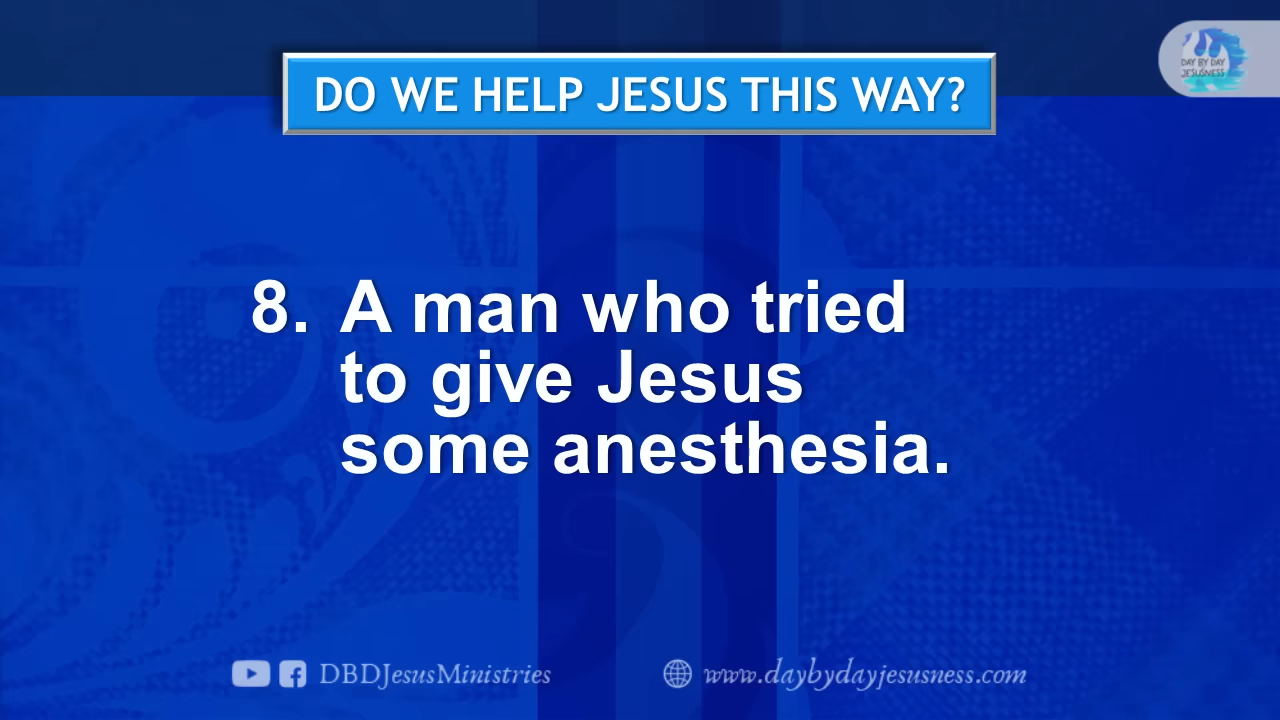 DAY BY DAY
JESUSNESS
DO WE HELP JESUS THIS WAY?
8. A man who tried
to give Jesus
some anesthesia.
DBDJesusMinistries
www.daybydayjesusness.com